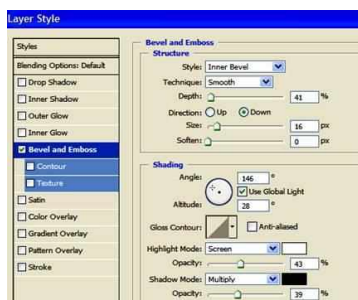 Layer Style
Styles
Blending Options: Default
Drop Shadow
Inner Shadow
Outer Glow
Inner Glow
Bevel and Emboss
Contour
Texture
Satin
Color Overlay
Gradient Overlay
Pattern Overlay
Stroke
Bevel and Emboss
Structure
Style: Inner Bevel
Technique: Smooth
Depth: 41 %
Direction: Up Down
Size: 16 px
Soften: 0 px
Shading
Angle: 146 °
Use Global Light
Altitude: 28 °
Gloss Contour: Anti-aliased
Highlight Mode: Screen
Opacity: 43 %
Shadow Mode: Multiply
Opacity: 39 %